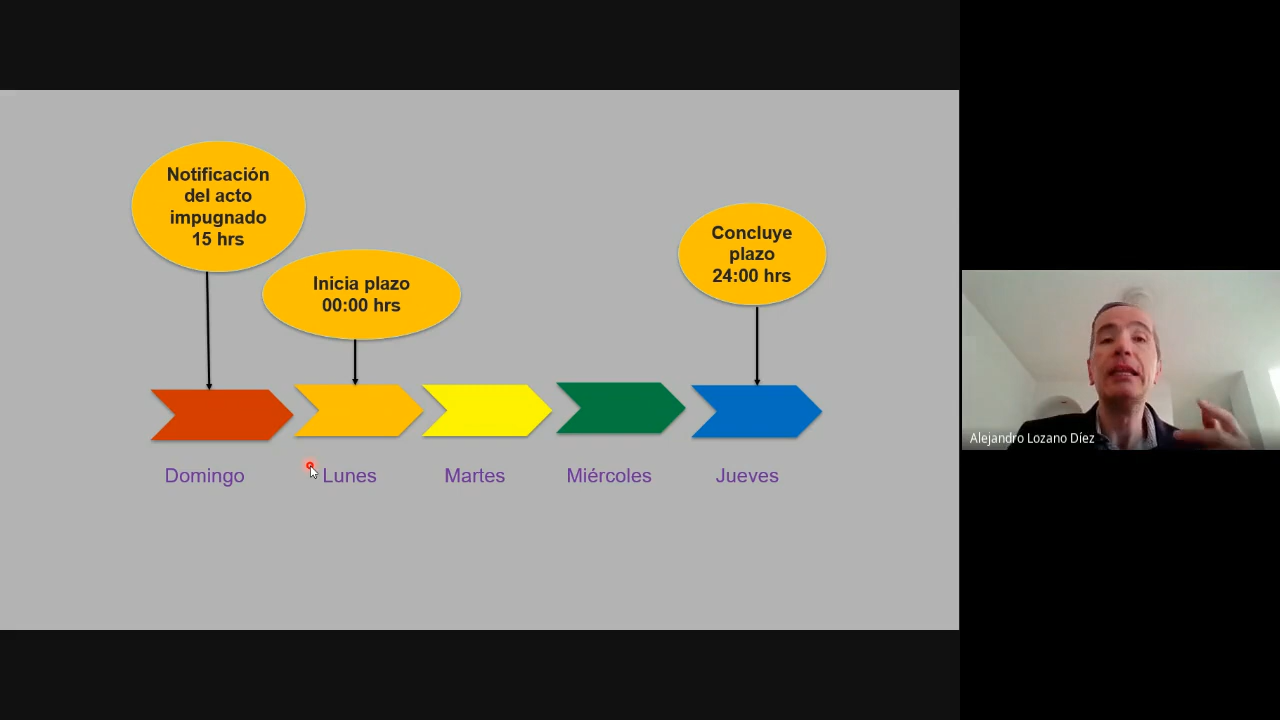 Notificación
del acto
impugnado
15 hrs
Inicia plazo
00:00 hrs
Concluye
plazo
24:00 hrs
Domingo
Lunes
Martes
Miércoles
Jueves
Alejandro Lozano Díez